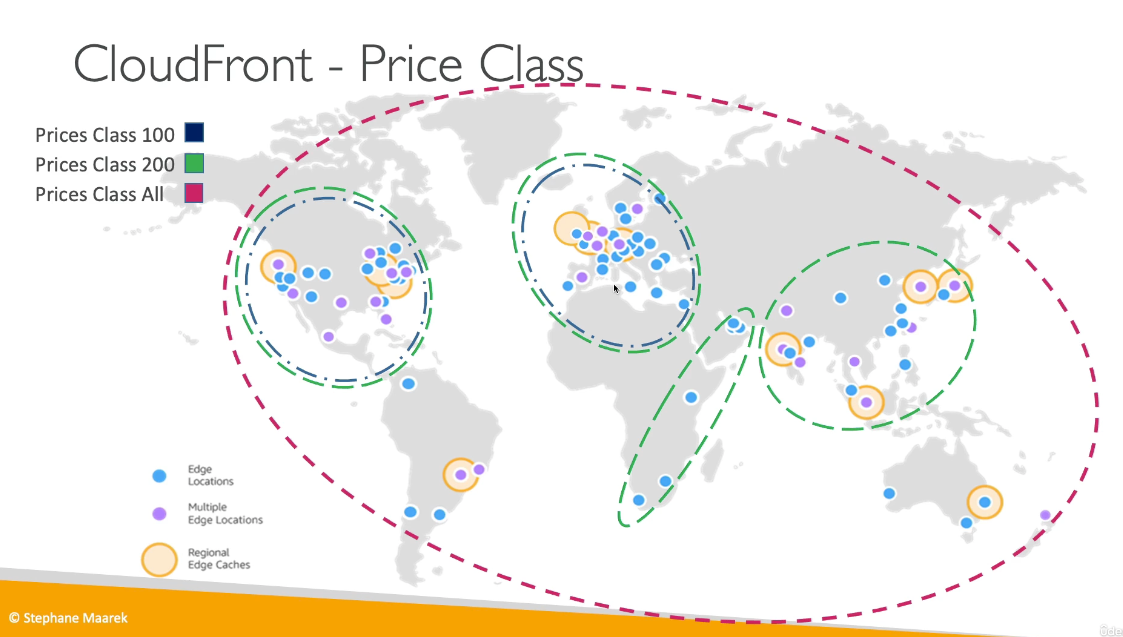 CloudFront - Price Class
Prices Class 100
Prices Class 200
Prices Class All
Edge
Locations
Multiple
Edge Locations
Regional
Edge Caches
© Stephane Maarek